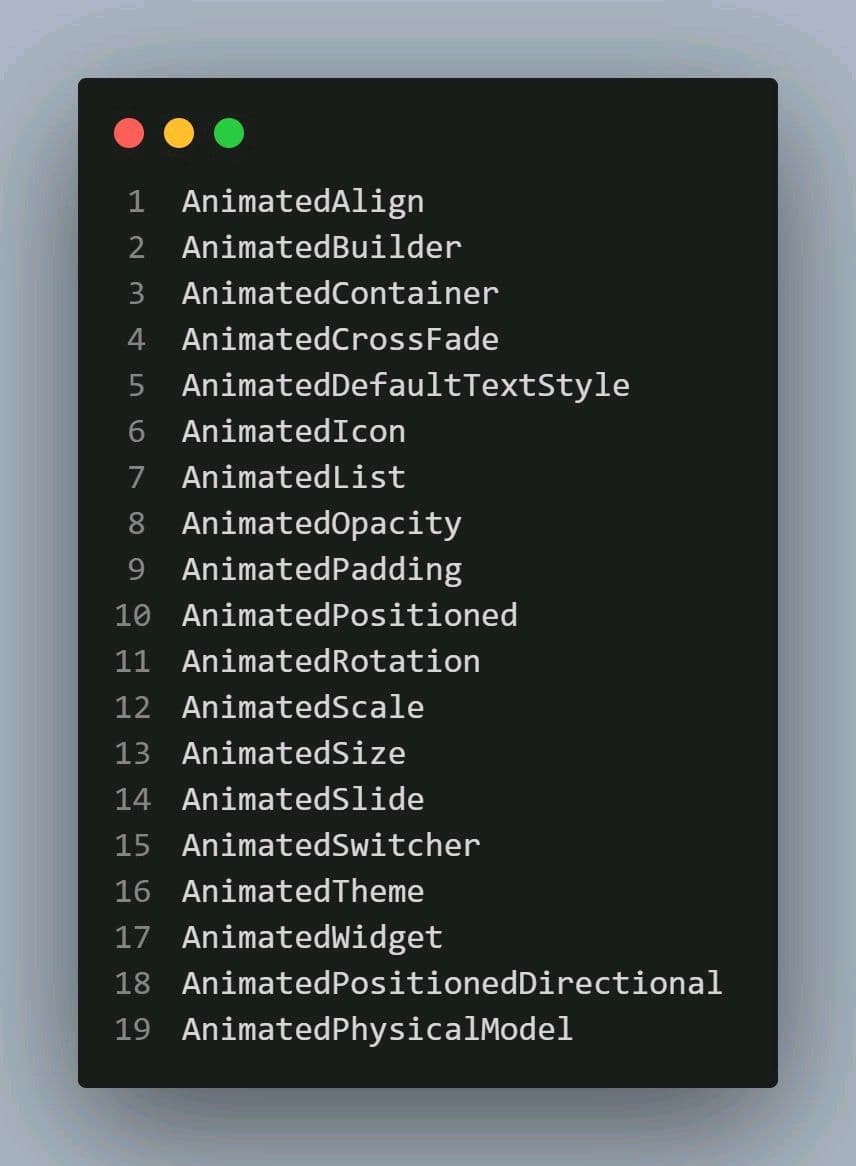 1 AnimatedAlign
2 AnimatedBuilder
3 AnimatedContainer
4 AnimatedCrossFade
5 AnimatedDefaultTextStyle
6 AnimatedIcon
7 AnimatedList
8 AnimatedOpacity
9 AnimatedPadding
10 AnimatedPositioned
11 AnimatedRotation
12 AnimatedScale
13 AnimatedSize
14 AnimatedSlide
15 AnimatedSwitcher
16 AnimatedTheme
17 AnimatedWidget
18 AnimatedPositionedDirectional
19 AnimatedPhysicalModel